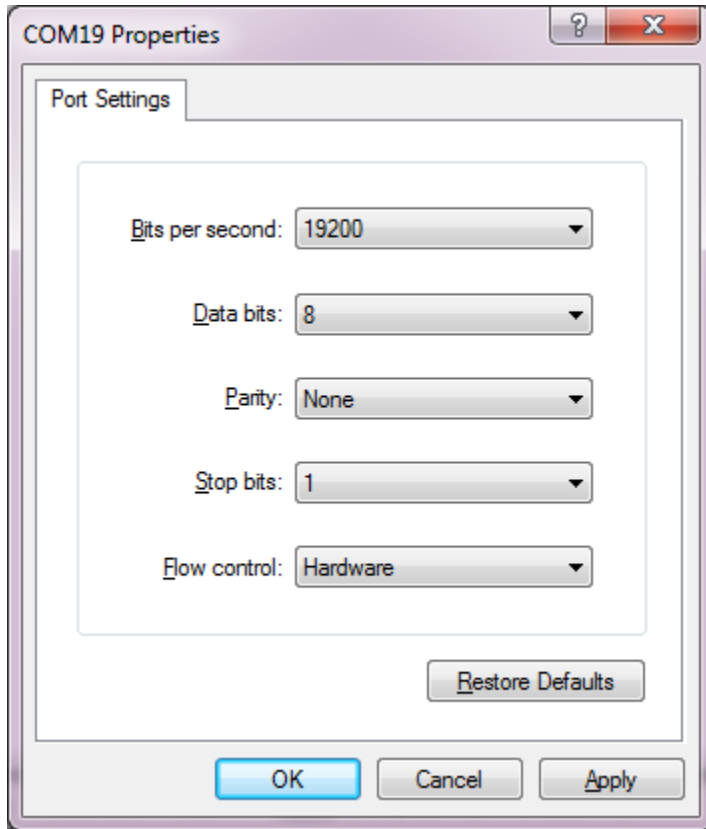 COM19 Properties
Port Settings
Bits per second: 19200
Data bits: 8
Parity: None
Stop bits: 1
Flow control: Hardware
Restore Defaults
OK Cancel Apply